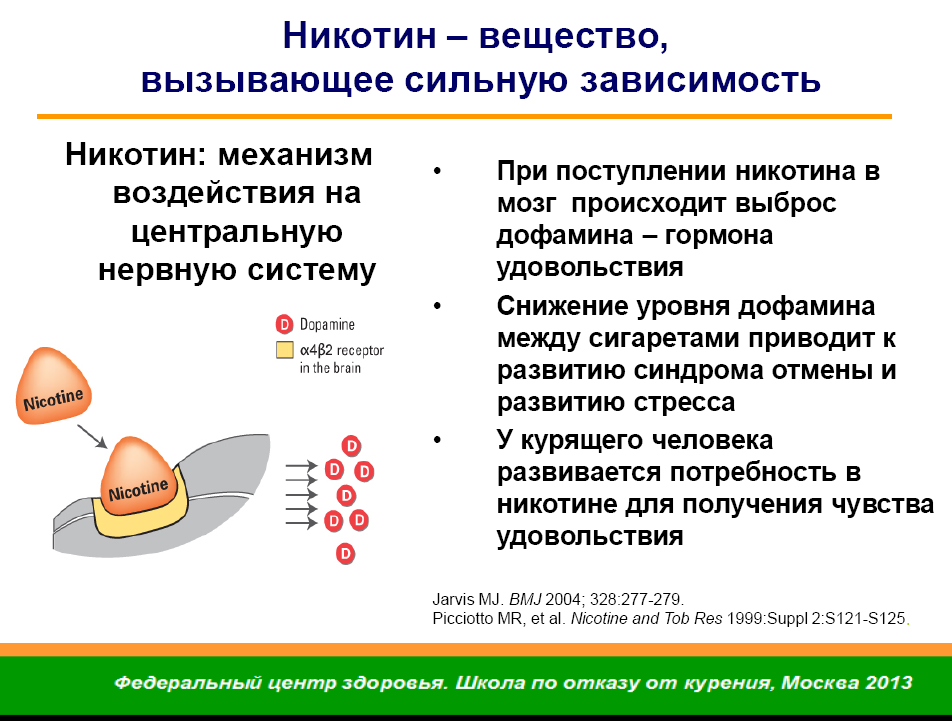 Никотин – вещество,
вызывающее сильную зависимость
Никотин: механизм
воздействия на
центральную
нервную систему
D Dopamine
α4β2 receptor
in the brain
Nicotine
Nicotine
D
D
D
D
D
D
D
• При поступлении никотина в
мозг происходит выброс
дофамина – гормона
удовольствия
• Снижение уровня дофамина
между сигаретами приводит к
развитию синдрома отмены и
развитию стресса
• У курящего человека
развивается потребность в
никотине для получения чувства
удовольствия
Jarvis MJ. BMJ 2004; 328:277-279.
Picciotto MR, et al. Nicotine and Tob Res 1999:Suppl 2:S121-S125.
Федеральный центр здоровья. Школа по отказу от курения, Москва 2013